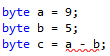 byte a = 9;
byte b = 5;
byte c = a - b;